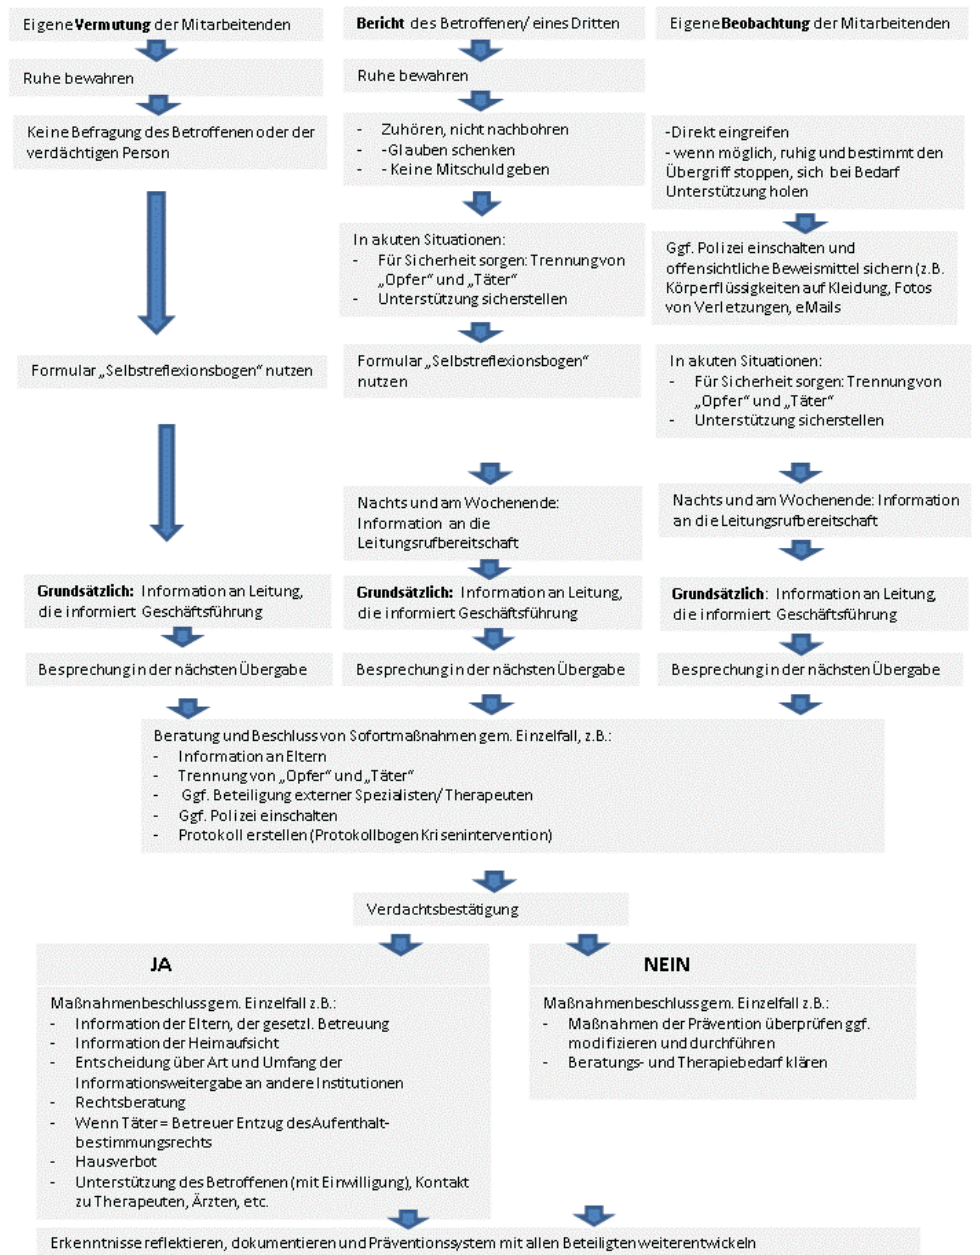 Eigene Vermutung der Mitarbeitenden
Ruhe bewahren
Keine Befragung des Betroffenen oder der
verdächtigen Person
Formular „Selbstreflexionsbogen“ nutzen
Grundsätzlich: Information an Leitung,
die informiert Geschäftsführung
Besprechung in der nächsten Übergabe
Bericht des Betroffenen/ eines Dritten
Ruhe bewahren
- Zuhören, nicht nachbohren
- -Glauben schenken
- - Keine Mitschuld geben
In akuten Situationen:
- Für Sicherheit sorgen: Trennung von
„Opfer“ und „Täter“
- Unterstützung sicherstellen
Formular „Selbstreflexionsbogen“
nutzen
Nachts und am Wochenende:
Information an die
Leitungsrufbereitschaft
Grundsätzlich: Information an Leitung,
die informiert Geschäftsführung
Besprechung in der nächsten Übergabe
Eigene Beobachtung der Mitarbeitenden
-Direkt eingreifen
- wenn möglich, ruhig und bestimmt den
Übergriff stoppen, sich bei Bedarf
Unterstützung holen
Ggf. Polizei einschalten und
offensichtliche Beweismittel sichern (z.B.
Körperflüssigkeiten auf Kleidung, Fotos
von Verletzungen, eMails
In akuten Situationen:
- Für Sicherheit sorgen: Trennung von
„Opfer“ und „Täter“
- Unterstützung sicherstellen
Nachts und am Wochenende: Information
an die Leitungsrufbereitschaft
Grundsätzlich: Information an Leitung,
die informiert Geschäftsführung
Besprechung in der nächsten Übergabe
Beratung und Beschluss von Sofortmaßnahmen gem. Einzelfall, z.B.:
- Information an Eltern
- Trennung von „Opfer“ und „Täter“
- Ggf. Beteiligung externer Spezialisten/ Therapeuten
- Ggf. Polizei einschalten
- Protokoll erstellen (Protokollbogen Krisenintervention)
Verdachtsbestätigung
JA
Maßnahmenbeschluss gem. Einzelfall z.B.:
- Information der Eltern, der gesetzl. Betreuung
- Information der Heimaufsicht
- Entscheidung über Art und Umfang der
Informationsweitergabe an andere Institutionen
- Rechtsberatung
- Wenn Täter = Betreuer Entzug des Aufenthalt-
bestimmungsrechts
- Hausverbot
- Unterstützung des Betroffenen (mit Einwilligung), Kontakt
zu Therapeuten, Ärzten, etc.
NEIN
Maßnahmenbeschluss gem. Einzelfall z.B.:
- Maßnahmen der Prävention überprüfen ggf.
modifizieren und durchführen
- Beratungs- und Therapiebedarf klären
Erkenntnisse reflektieren, dokumentieren und Präventionssystem mit allen Beteiligten weiterentwickeln